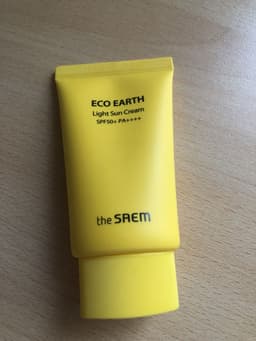 ECO EARTH
Light Sun Cream
SPF50+ PA++++
the SAEM